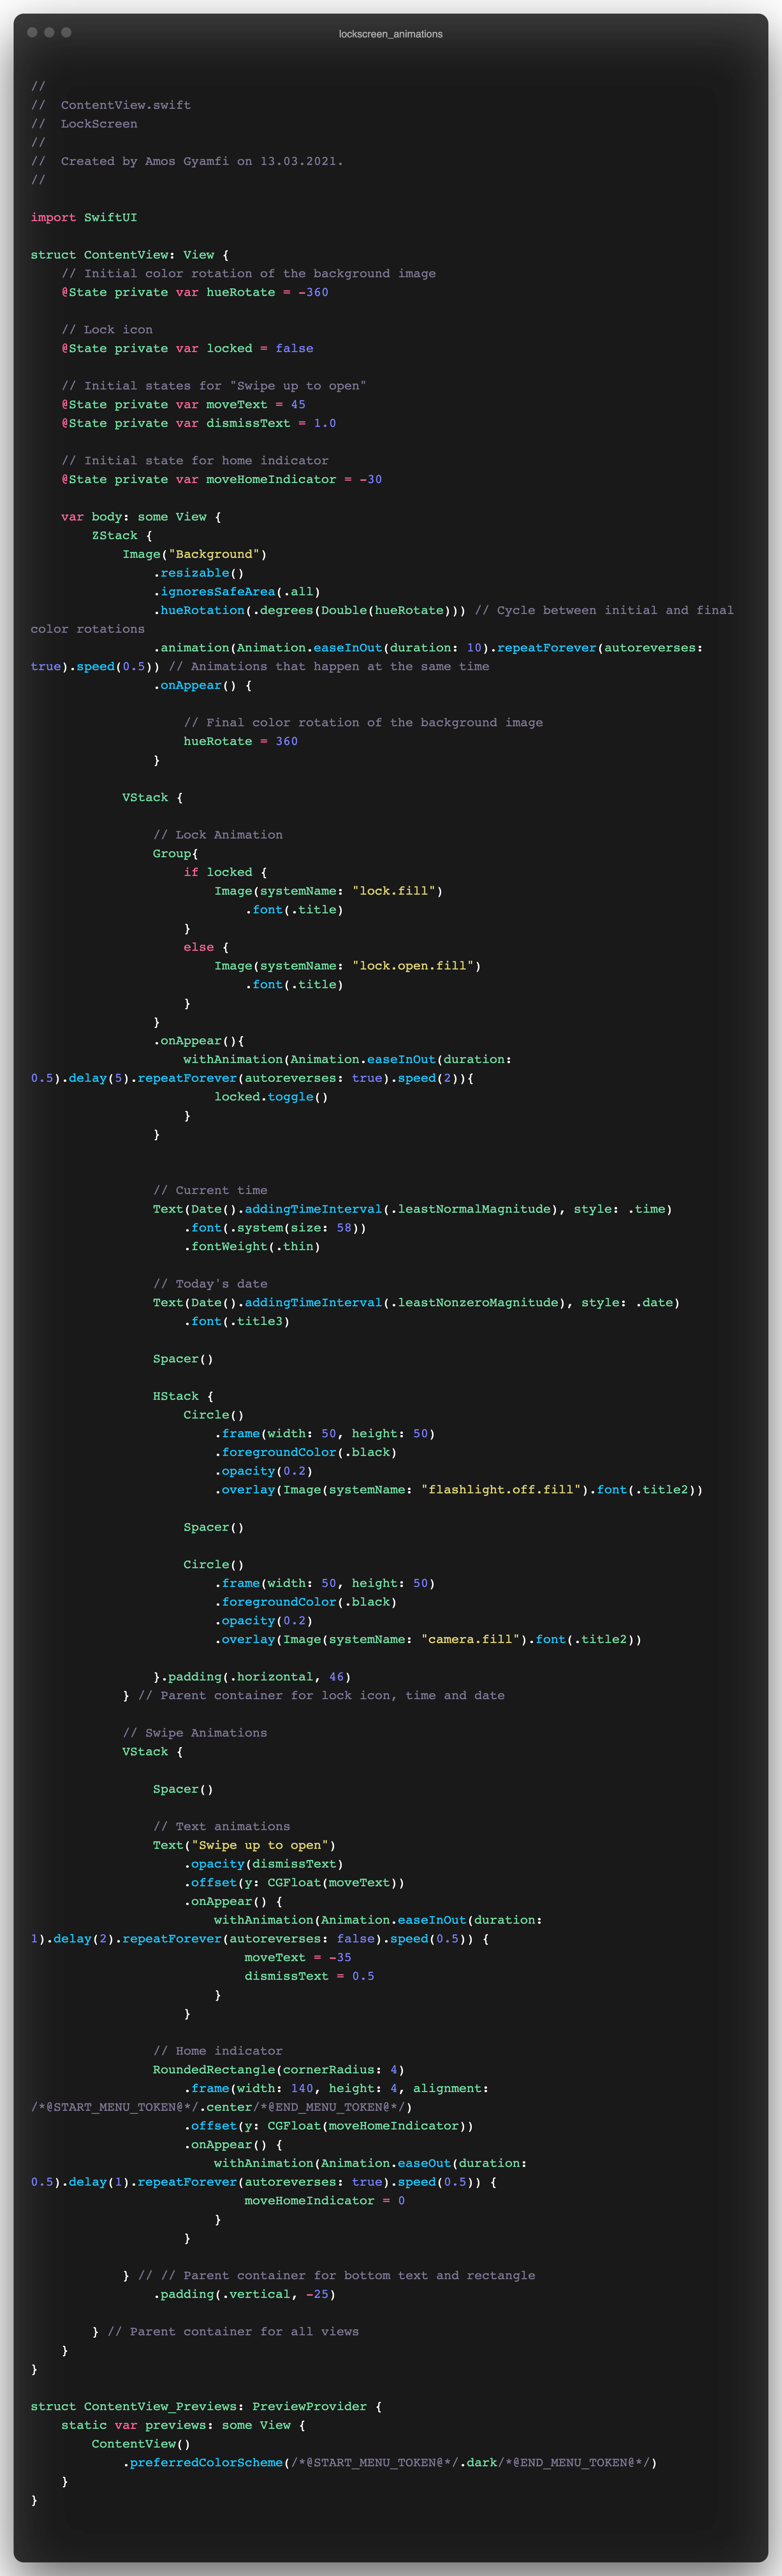 lockscreen_animations
//
//  ContentView.swift
//  LockScreen
//
//  Created by Amos Gyamfi on 13.03.2021.
//
import SwiftUI
struct ContentView: View {
    // Initial color rotation of the background image
    @State private var hueRotate = -360
    // Lock icon
    @State private var locked = false
    // Initial states for "Swipe up to open"
    @State private var moveText = 45
    @State private var dismissText = 1.0
    // Initial state for home indicator
    @State private var moveHomeIndicator = -30
    var body: some View {
        ZStack {
            Image("Background")
                .resizable()
                .ignoresSafeArea(.all)
                .hueRotation(.degrees(Double(hueRotate))) // Cycle between initial and final
color rotations
                .animation(Animation.easeInOut(duration: 10).repeatForever(autoreverses:
true).speed(0.5)) // Animations that happen at the same time
                .onAppear() {
                    // Final color rotation of the background image
                    hueRotate = 360
                }
            VStack {
                // Lock Animation
                Group{
                    if locked {
                        Image(systemName: "lock.fill")
                            .font(.title)
                    }
                    else {
                        Image(systemName: "lock.open.fill")
                            .font(.title)
                    }
                }
                .onAppear(){
                    withAnimation(Animation.easeInOut(duration:
0.5).delay(5).repeatForever(autoreverses: true).speed(2)){
                        locked.toggle()
                    }
                }
                // Current time
                Text(Date().addingTimeInterval(.leastNormalMagnitude), style: .time)
                    .font(.system(size: 58))
                    .fontWeight(.thin)
                // Today's date
                Text(Date().addingTimeInterval(.leastNonzeroMagnitude), style: .date)
                    .font(.title3)
                Spacer()
                HStack {
                    Circle()
                        .frame(width: 50, height: 50)
                        .foregroundColor(.black)
                        .opacity(0.2)
                        .overlay(Image(systemName: "flashlight.off.fill").font(.title2))
                    Spacer()
                    Circle()
                        .frame(width: 50, height: 50)
                        .foregroundColor(.black)
                        .opacity(0.2)
                        .overlay(Image(systemName: "camera.fill").font(.title2))
                }.padding(.horizontal, 46)
            } // Parent container for lock icon, time and date
            // Swipe Animations
            VStack {
                Spacer()
                // Text animations
                Text("Swipe up to open")
                    .opacity(dismissText)
                    .offset(y: CGFloat(moveText))
                    .onAppear() {
                        withAnimation(Animation.easeInOut(duration:
1).delay(2).repeatForever(autoreverses: false).speed(0.5)) {
                            moveText = -35
                            dismissText = 0.5
                        }
                    }
                // Home indicator
                RoundedRectangle(cornerRadius: 4)
                    .frame(width: 140, height: 4, alignment:
/*@START_MENU_TOKEN@*/.center/*@END_MENU_TOKEN@*/)
                    .offset(y: CGFloat(moveHomeIndicator))
                    .onAppear() {
                        withAnimation(Animation.easeOut(duration:
0.5).delay(1).repeatForever(autoreverses: true).speed(0.5)) {
                            moveHomeIndicator = 0
                        }
                    }
            } // // Parent container for bottom text and rectangle
                .padding(.vertical, -25)
        } // Parent container for all views
    }
}
struct ContentView_Previews: PreviewProvider {
    static var previews: some View {
        ContentView()
            .preferredColorScheme(/*@START_MENU_TOKEN@*/.dark/*@END_MENU_TOKEN@*/)
    }
}